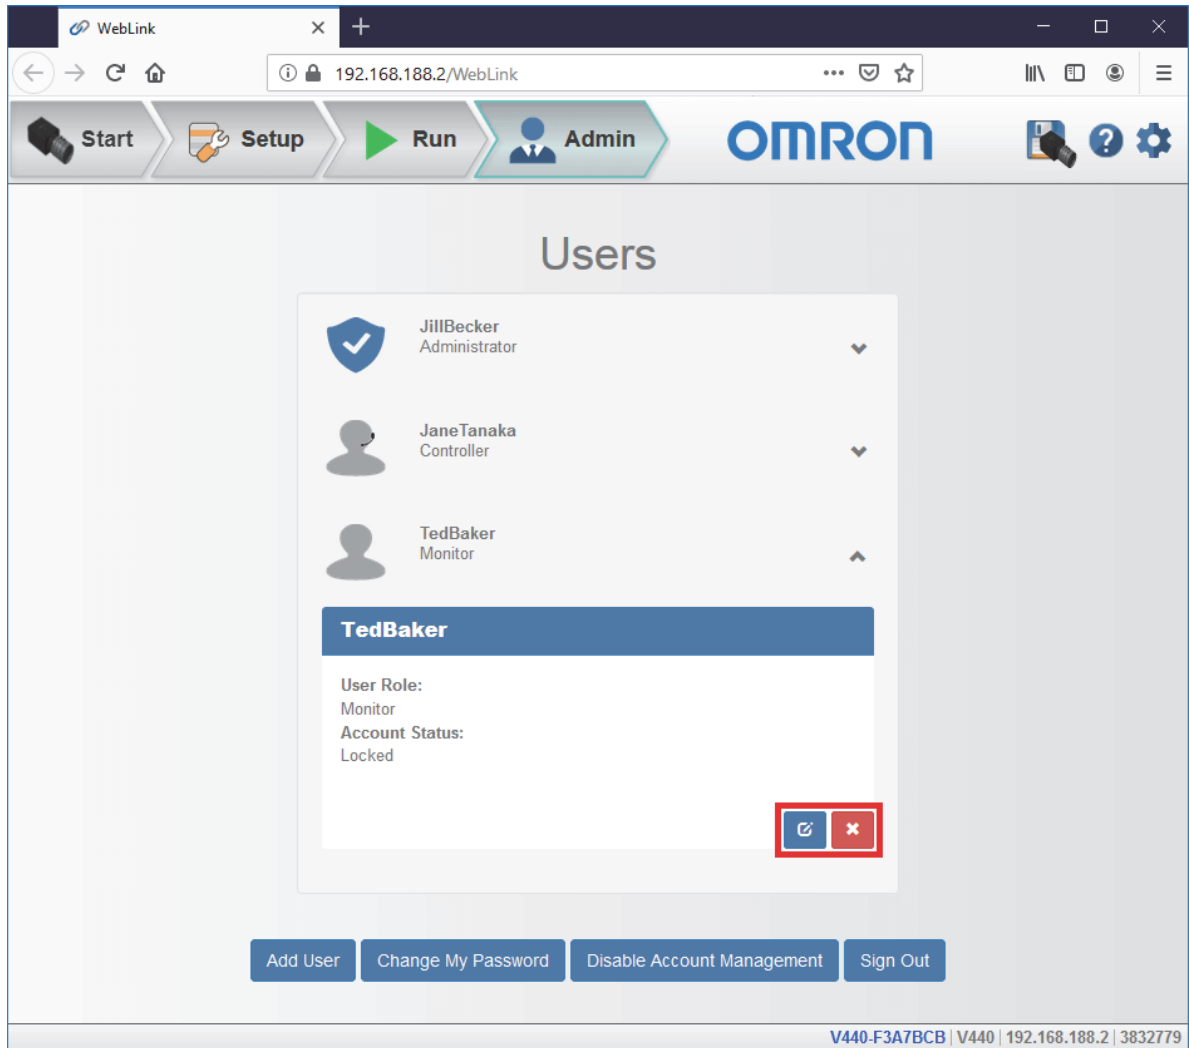 WebLink
192.168.188.2/WebLink
Start
Setup
Run
Admin
OMRON
Users
JillBecker
Administrator
JaneTanaka
Controller
TedBaker
Monitor
TedBaker
User Role:
Monitor
Account Status:
Locked
Add User
Change My Password
Disable Account Management
Sign Out
V440-F3A7BCB | V440 | 192.168.188.2 | 3832779